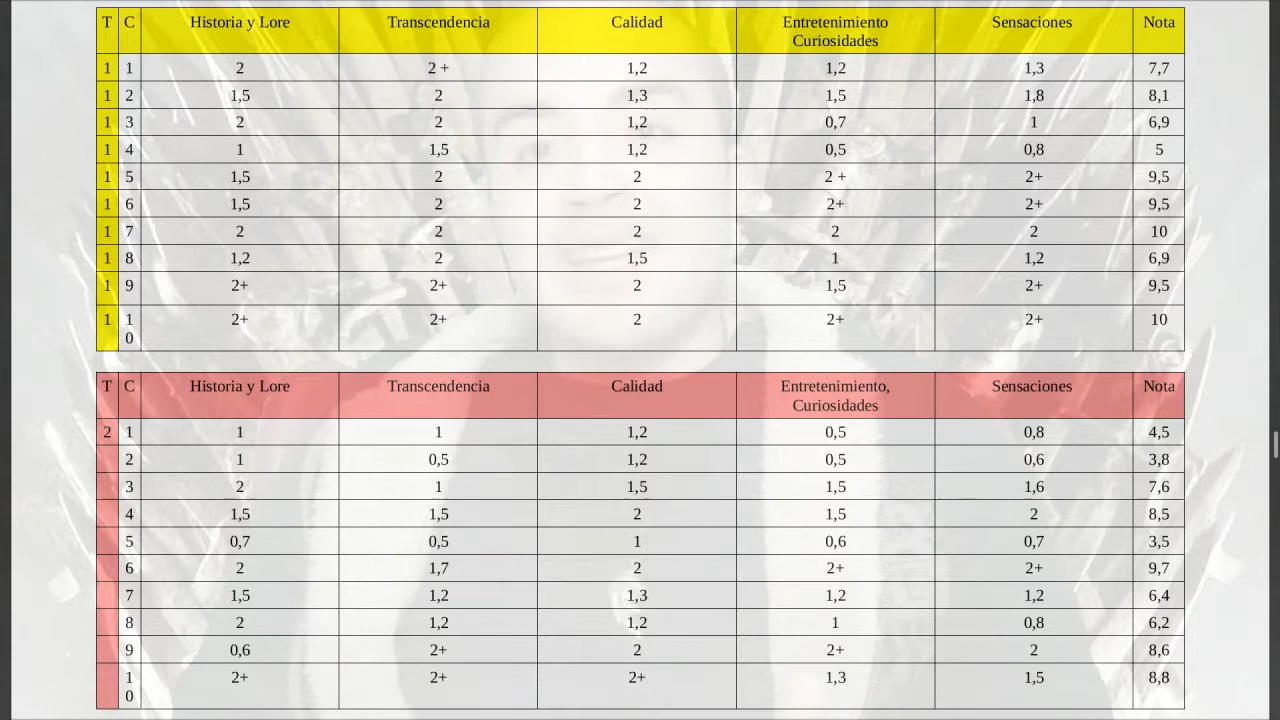 T C Historia y Lore Transcendencia Calidad Entretenimiento Curiosidades Sensaciones Nota
1 1 2 2 + 1,2 1,2 1,3 7,7
1 2 1,5 2 1,3 1,5 1,8 8,1
1 3 2 2 1,2 0,7 1 6,9
1 4 1 1,5 1,2 0,5 0,8 5
1 5 1,5 2 2 2 + 2+ 9,5
1 6 1,5 2 2 2+ 2+ 9,5
1 7 2 2 2 2 2 10
1 8 1,2 2 1,5 1 1,2 6,9
1 9 2+ 2+ 2 1,5 2+ 9,5
1 10 2+ 2+ 2 2+ 2+ 10
T C Historia y Lore Transcendencia Calidad Entretenimiento, Curiosidades Sensaciones Nota
2 1 1 1 1,2 0,5 0,8 4,5
2 1 0,5 1,2 0,5 0,6 3,8
3 2 1 1,5 1,5 1,6 7,6
4 1,5 1,5 2 1,5 2 8,5
5 0,7 0,5 1 0,6 0,7 3,5
6 2 1,7 2 2+ 2+ 9,7
7 1,5 1,2 1,3 1,2 1,2 6,4
8 2 1,2 1,2 1 0,8 6,2
9 0,6 2+ 2 2+ 2 8,6
10 2+ 2+ 2+ 1,3 1,5 8,8